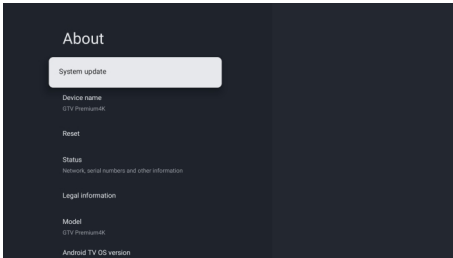 About
System update
Device name
GTV Premium4K
Reset
Status
Network, serial numbers and other information
Legal information
Model
GTV Premium4K
Android TV OS version